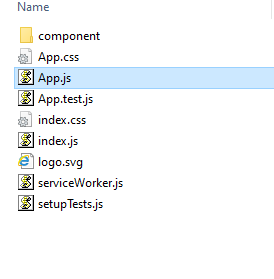 Name
component
App.css
App.js
App.test.js
index.css
index.js
logo.svg
serviceWorker.js
setupTests.js